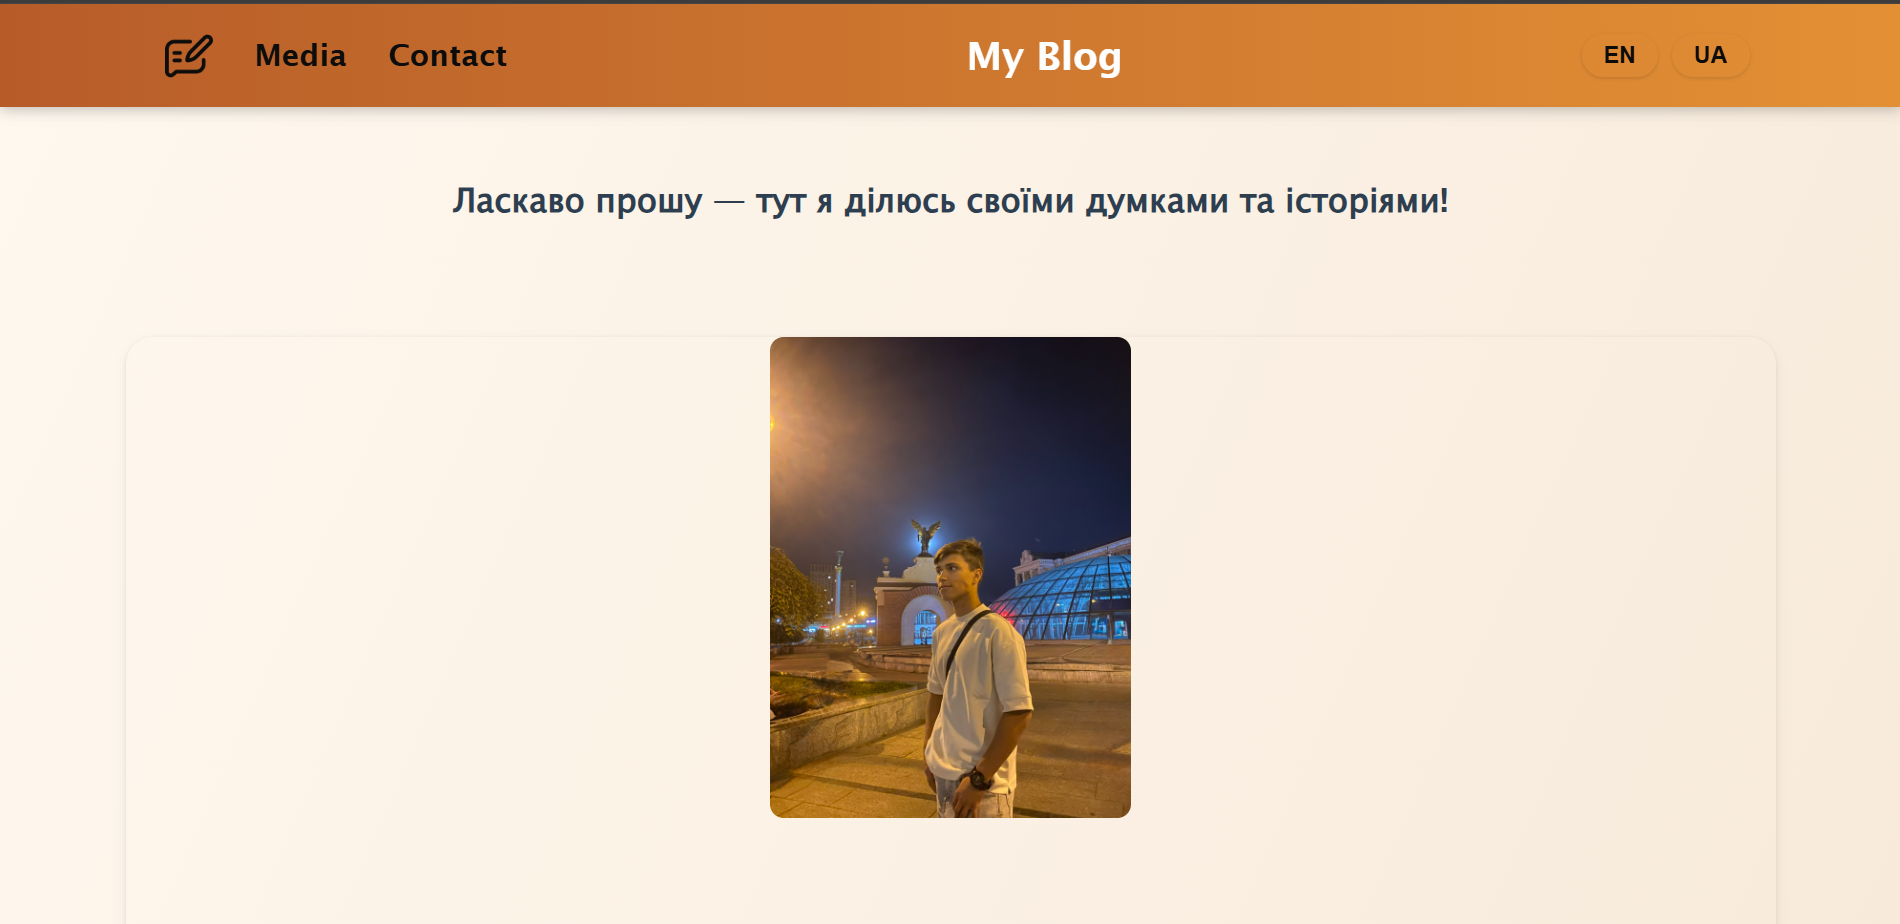 Media Contact My Blog EN UA
Ласкаво прошу — тут я ділюсь своїми думками та історіями!